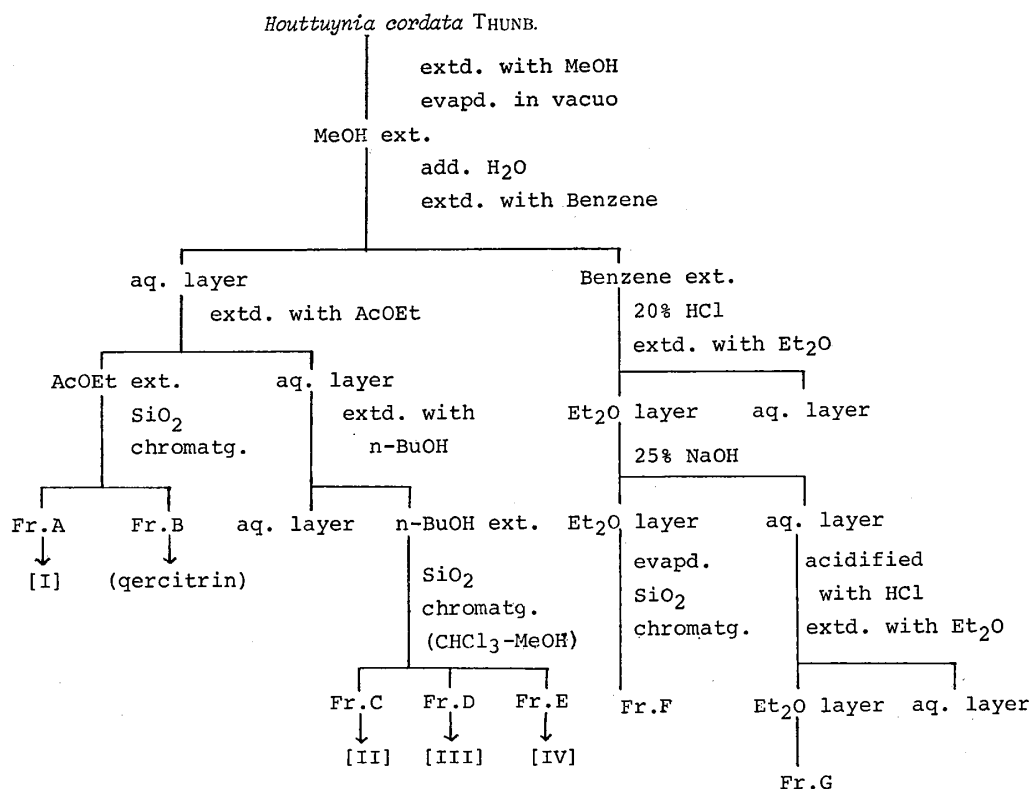 Houttuynia cordata THUNB.
extd. with MeOH
evapd. in vacuo
MeOH ext.
add. H₂O
extd. with Benzene
aq. layer
extd. with AcOEt
Benzene ext.
20% HCl
extd. with Et₂O
AcOEt ext.
SiO₂
chromatg.
aq. layer
extd. with
n-BuOH
Et₂O layer
aq. layer
25% NaOH
Fr.A
[I]
Fr.B
(qercitrin)
aq. layer
n-BuOH ext.
SiO₂
chromatg.
(CHCl₃-MeOH)
Et₂O layer
evapd.
SiO₂
chromatg.
aq. layer
acidified
with HCl
extd. with Et₂O
Fr.C
[II]
Fr.D
[III]
Fr.E
[IV]
Fr.F
Et₂O layer
aq. layer
Fr.G